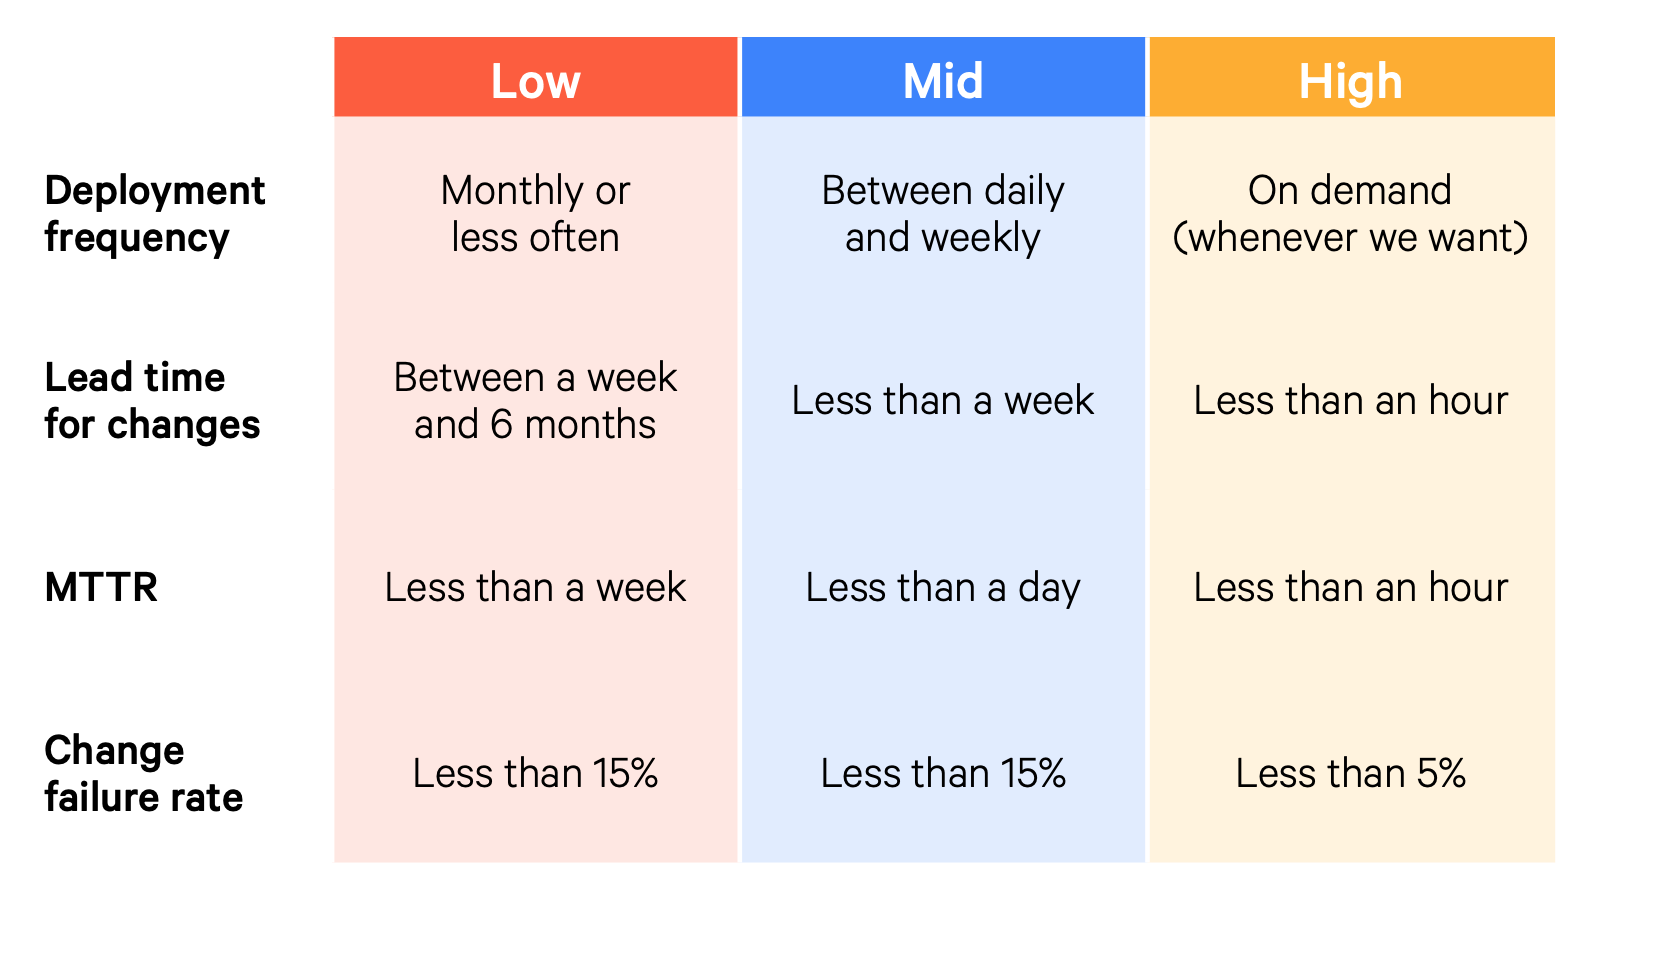 Low Mid High
Deployment Monthly or Between daily On demand
frequency less often and weekly (whenever we want)
Lead time Between a week
for changes and 6 months Less than a week Less than an hour
MTTR Less than a week Less than a day Less than an hour
Change
failure rate Less than 15% Less than 15% Less than 5%